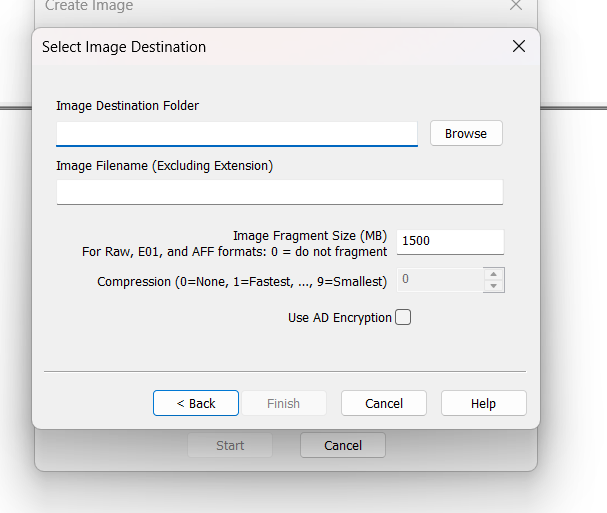 Create Image
Select Image Destination
Image Destination Folder
Browse
Image Filename (Excluding Extension)
Image Fragment Size (MB)
1500
For Raw, E01, and AFF formats: 0 = do not fragment
Compression (0=None, 1=Fastest, ..., 9=Smallest)
0
Use AD Encryption
< Back
Finish
Cancel
Help
Start
Cancel